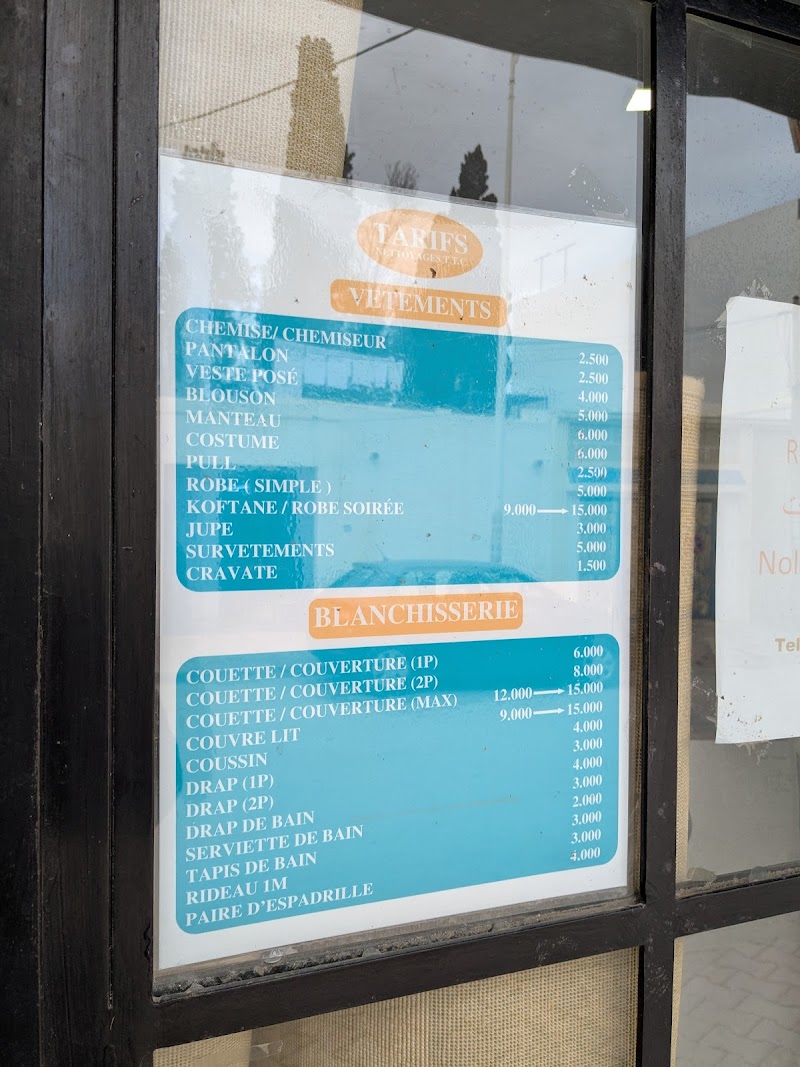 TARIFS
NETTOYAGES T.T.C.
VETEMENTS
CHEMISE/ CHEMISEUR 2.500
PANTALON 2.500
VESTE POSÉ 4.000
BLOUSON 5.000
MANTEAU 6.000
COSTUME 6.000
PULL 2.500
ROBE ( SIMPLE ) 5.000
KOFTANE / ROBE SOIRÉE 9.000 → 15.000
JUPE 3.000
SURVETEMENTS 5.000
CRAVATE 1.500
BLANCHISSERIE
COUETTE / COUVERTURE (1P) 6.000
COUETTE / COUVERTURE (2P) 8.000
COUETTE / COUVERTURE (MAX) 12.000 → 15.000
COUVRE LIT 9.000 → 15.000
COUSSIN 4.000
DRAP (1P) 3.000
DRAP (2P) 4.000
DRAP DE BAIN 3.000
SERVIETTE DE BAIN 2.000
TAPIS DE BAIN 3.000
RIDEAU 1M 3.000
PAIRE D'ESPADRILLE 4.000
Tel